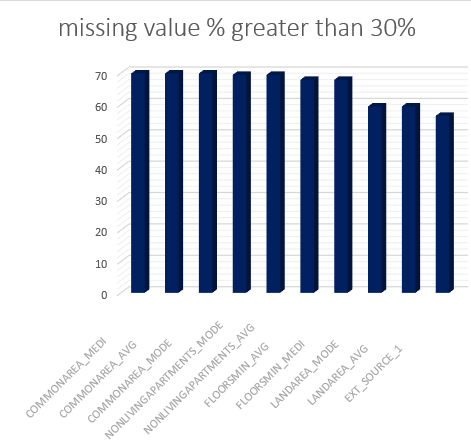 missing value % greater than 30%
70
60
50
40
30
20
10
0
COMMONAREA_MEDI
COMMONAREA_AVG
COMMONAREA_MODE
NONLIVINGAPARTMENTS_MODE
NONLIVINGAPARTMENTS_AVG
FLOORSMIN_AVG
FLOORSMIN_MEDI
LANDAREA_MODE
LANDAREA_AVG
EXT_SOURCE_1